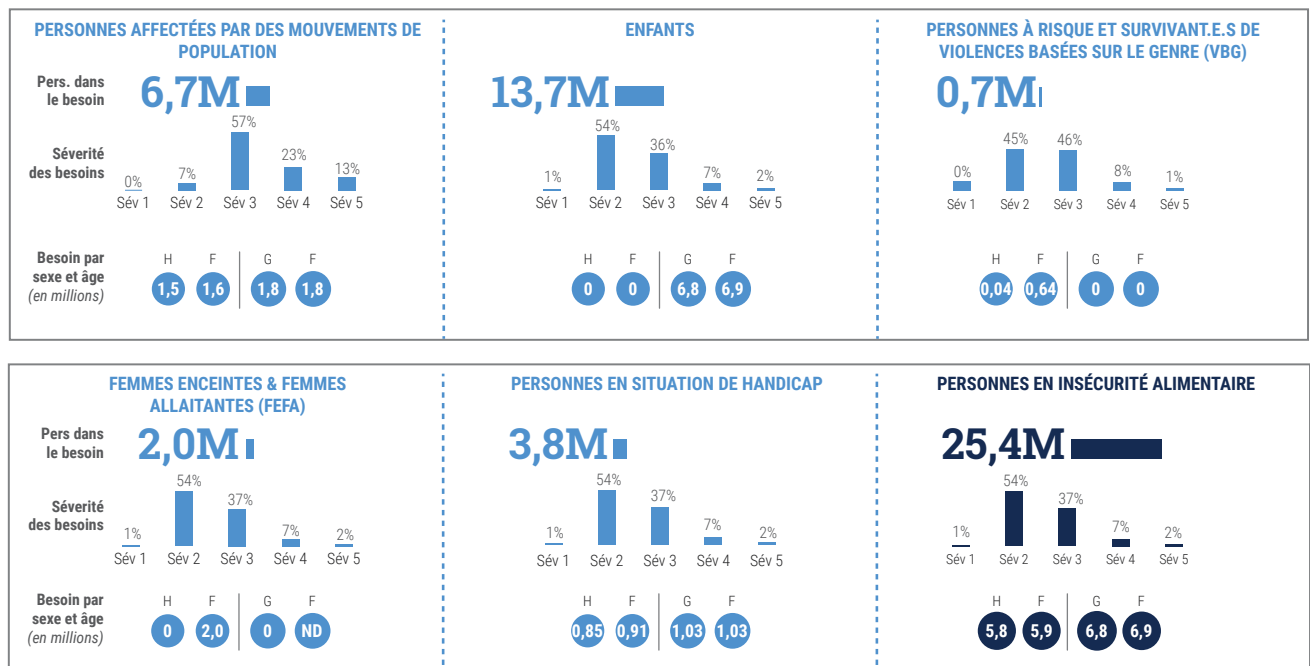 PERSONNES AFFECTÉES PAR DES MOUVEMENTS DE
POPULATION
Pers. dans
le besoin
6,7M
Séverité
des besoins
0%
7%
57%
23%
13%
Sév 1
Sév 2
Sév 3
Sév 4
Sév 5
Besoin par
sexe et âge
(en millions)
H
F
G
F
1,5
1,6
1,8
1,8
ENFANTS
13,7M
1%
54%
36%
7%
2%
Sév 1
Sév 2
Sév 3
Sév 4
Sév 5
H
F
G
F
0
0
6,8
6,9
PERSONNES À RISQUE ET SURVIVANT.E.S DE
VIOLENCES BASÉES SUR LE GENRE (VBG)
0,7M
0%
45%
46%
8%
1%
Sév 1
Sév 2
Sév 3
Sév 4
Sév 5
H
F
G
F
0,04
0,64
0
0
FEMMES ENCEINTES & FEMMES
ALLAITANTES (FEFA)
Pers dans
le besoin
2,0M
Séverité
des besoins
1%
54%
37%
7%
2%
Sév 1
Sév 2
Sév 3
Sév 4
Sév 5
Besoin par
sexe et âge
(en millions)
H
F
G
F
0
2,0
0
ND
PERSONNES EN SITUATION DE HANDICAP
3,8M
1%
54%
37%
7%
2%
Sév 1
Sév 2
Sév 3
Sév 4
Sév 5
H
F
G
F
0,85
0,91
1,03
1,03
PERSONNES EN INSÉCURITÉ ALIMENTAIRE
25,4M
1%
54%
37%
7%
2%
Sév 1
Sév 2
Sév 3
Sév 4
Sév 5
H
F
G
F
5,8
5,9
6,8
6,9